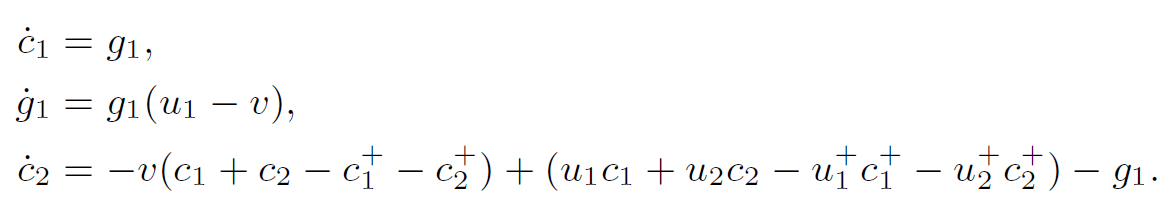 ċ₁ = g₁,
ġ₁ = g₁(u₁ − v),
ċ₂ = −v(c₁ + c₂ − c₁⁺ − c₂⁺) + (u₁c₁ + u₂c₂ − u₁⁺c₁⁺ − u₂⁺c₂⁺) − g₁.